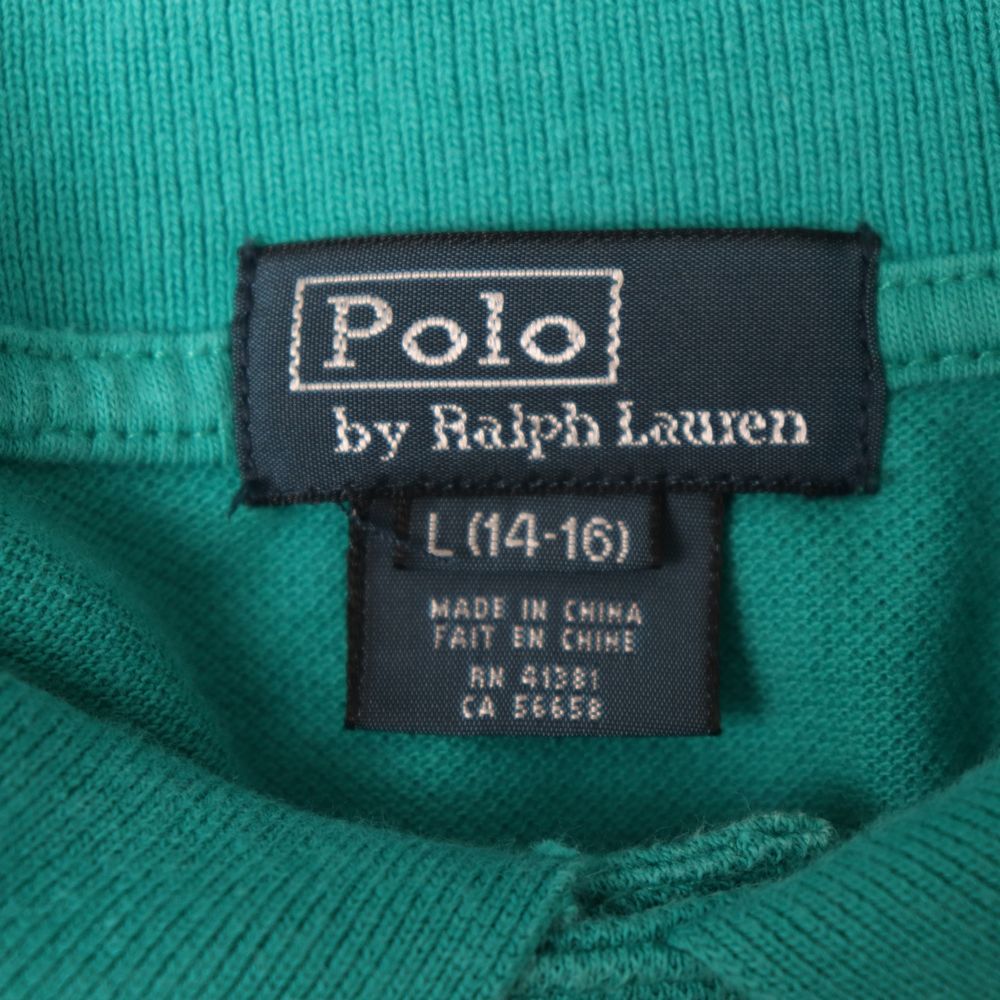 Polo
by Ralph Lauren
L (14-16)
MADE IN CHINA
FAIT EN CHINE
RN 41381
CA 56658